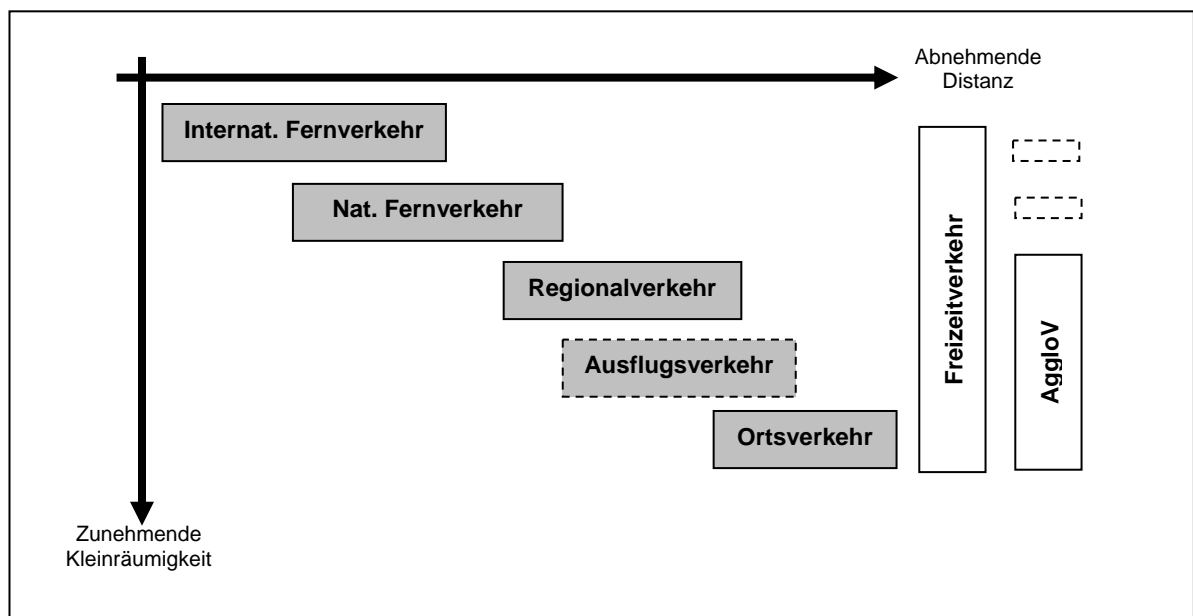 Abnehmende
Distanz
Internat. Fernverkehr
Nat. Fernverkehr
Regionalverkehr
Ausflugsverkehr
Ortsverkehr
Freizeitverkehr
AggloV
Zunehmende
Kleinräumigkeit